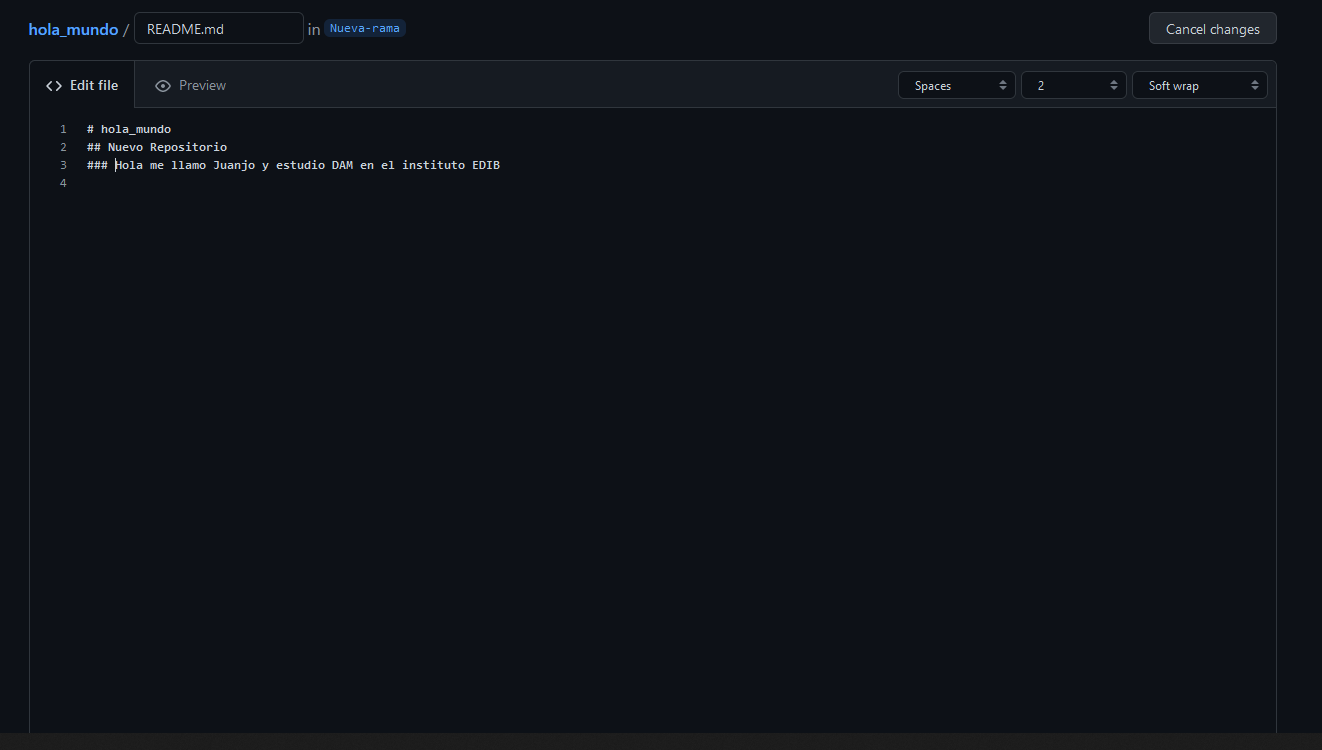 hola_mundo / README.md in Nueva-rama Cancel changes
Edit file Preview Spaces 2 Soft wrap
1 # hola_mundo
2 ## Nuevo Repositorio
3 ### Hola me llamo Juanjo y estudio DAM en el instituto EDIB
4